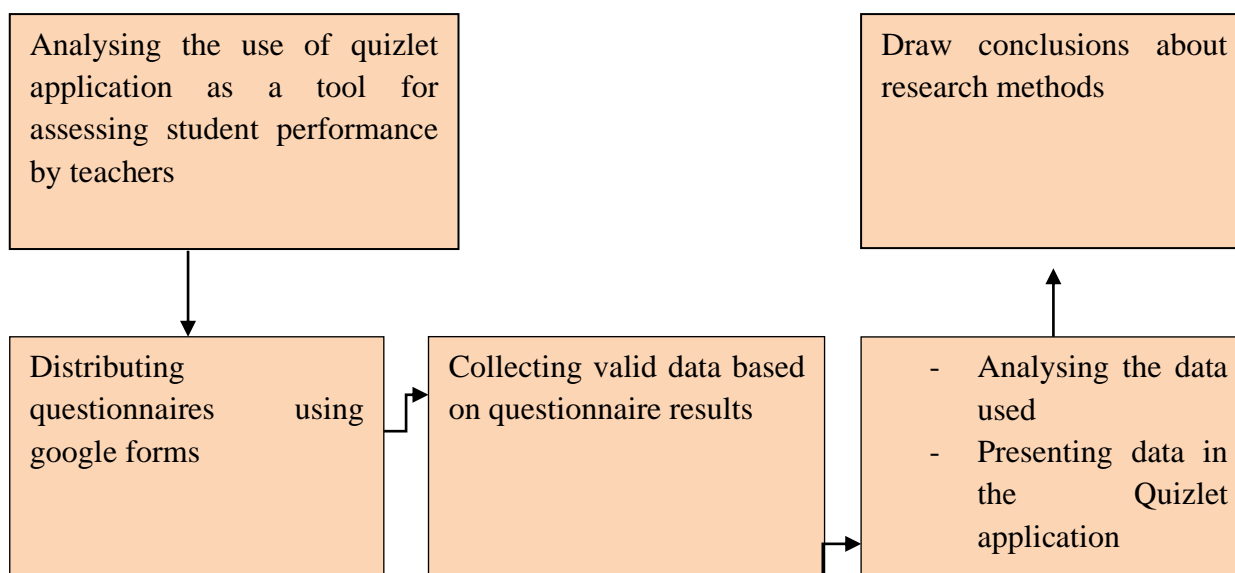 Analysing the use of quizlet
application as a tool for
assessing student performance
by teachers
Distributing
questionnaires using
google forms
Collecting valid data based
on questionnaire results
- Analysing the data
used
- Presenting data in
the Quizlet
application
Draw conclusions about
research methods